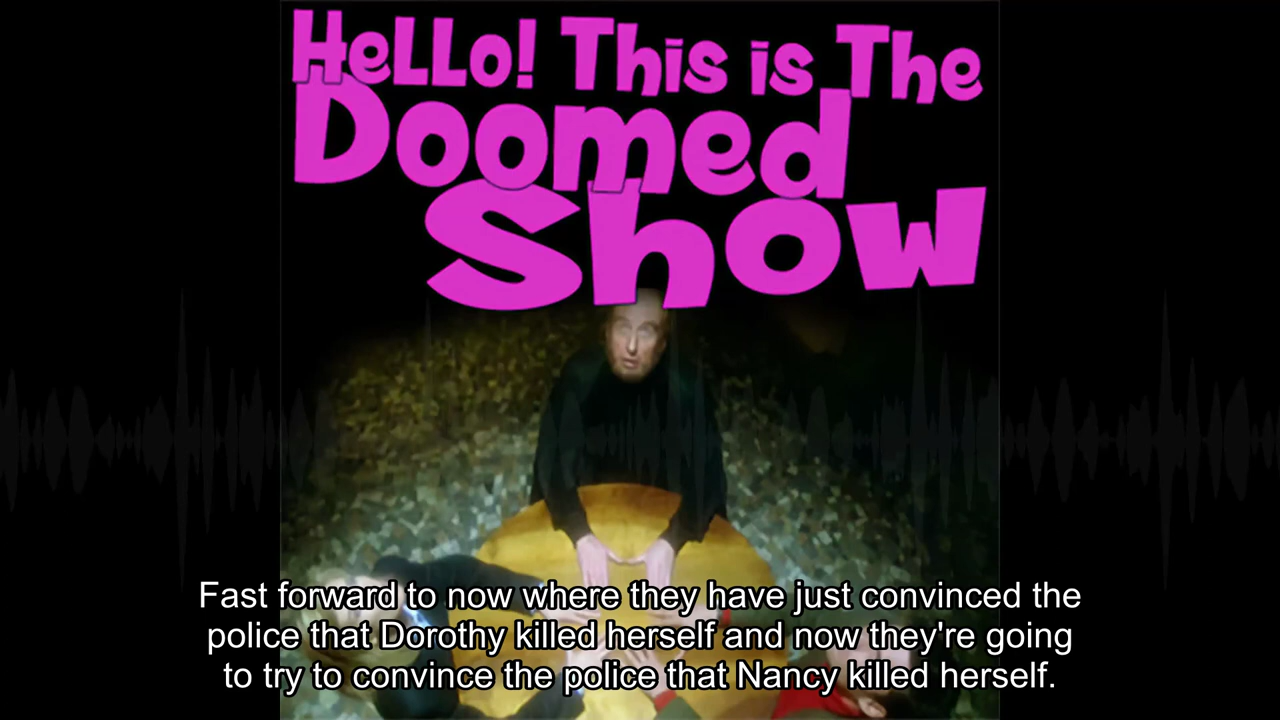 HeLLo! This is The
Doomed
Show
Fast forward to now where they have just convinced the
police that Dorothy killed herself and now they're going
to try to convince the police that Nancy killed herself.